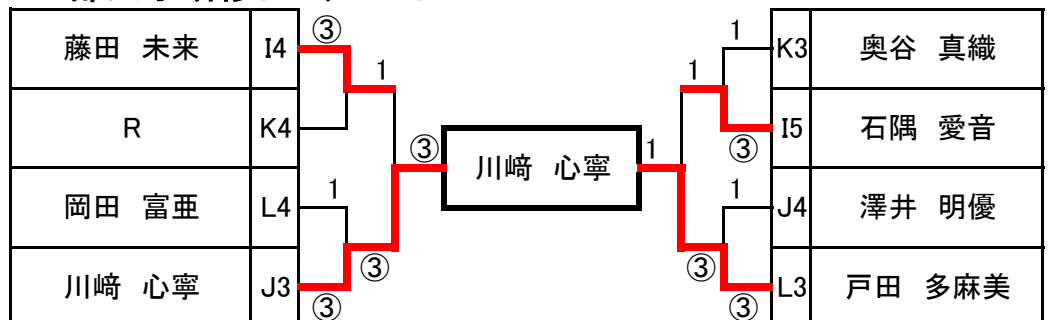 藤田 未来 I4 ③ 1 K3 奥谷 真織
1 1
R K4 I5 石隅 愛音
③ 川﨑 心寧 1 ③
岡田 富亜 L4 1 1 J4 澤井 明優
③ ③
川﨑 心寧 J3 ③ ③ L3 戸田 多麻美